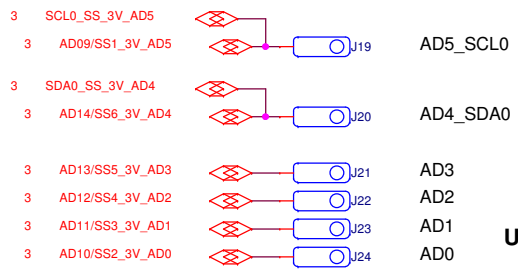 3 SCL0_SS_3V_AD5
3 AD09/SS1_3V_AD5 J19 AD5_SCL0
3 SDA0_SS_3V_AD4
3 AD14/SS6_3V_AD4 J20 AD4_SDA0
3 AD13/SS5_3V_AD3 J21 AD3
3 AD12/SS4_3V_AD2 J22 AD2
3 AD11/SS3_3V_AD1 J23 AD1
U
3 AD10/SS2_3V_AD0 J24 AD0